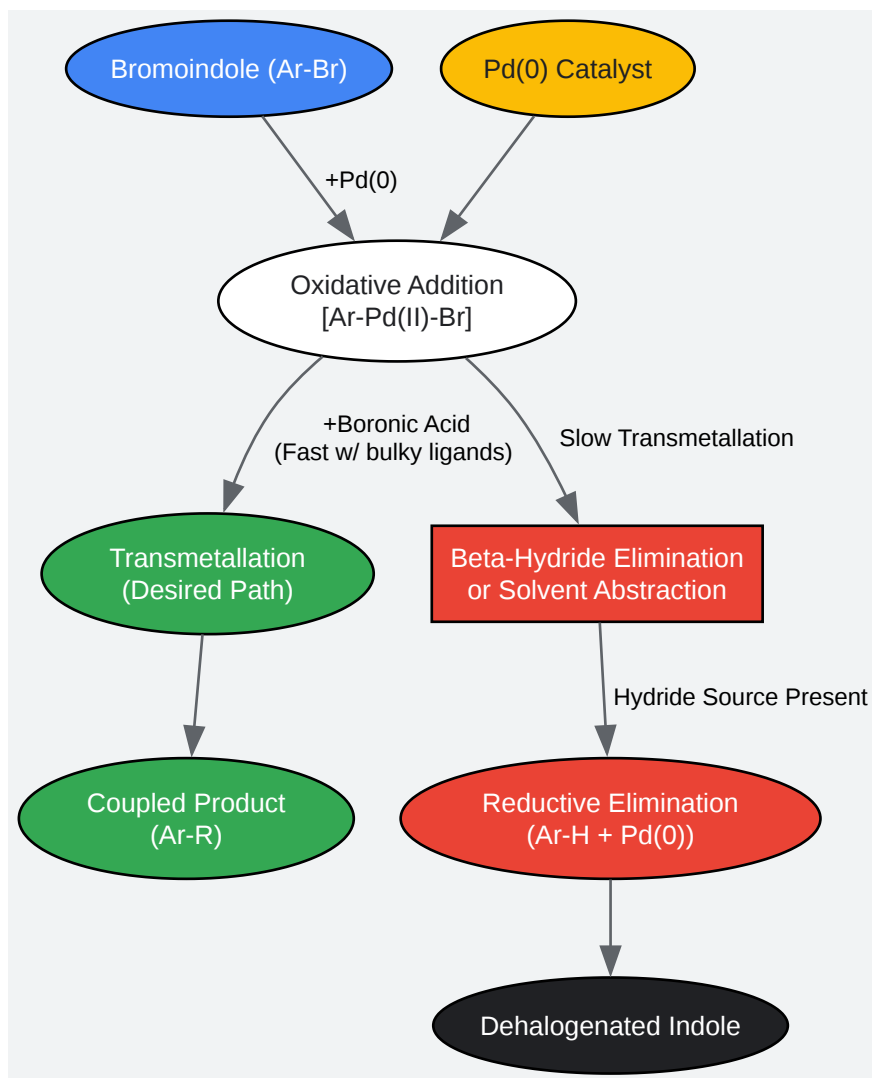 Bromoindole (Ar-Br)
Pd(0) Catalyst
+Pd(0)
Oxidative Addition
[Ar-Pd(II)-Br]
+Boronic Acid
(Fast w/ bulky ligands)
Slow Transmetallation
Transmetallation
(Desired Path)
Beta-Hydride Elimination
or Solvent Abstraction
Hydride Source Present
Coupled Product
(Ar-R)
Reductive Elimination
(Ar-H + Pd(0))
Dehalogenated Indole